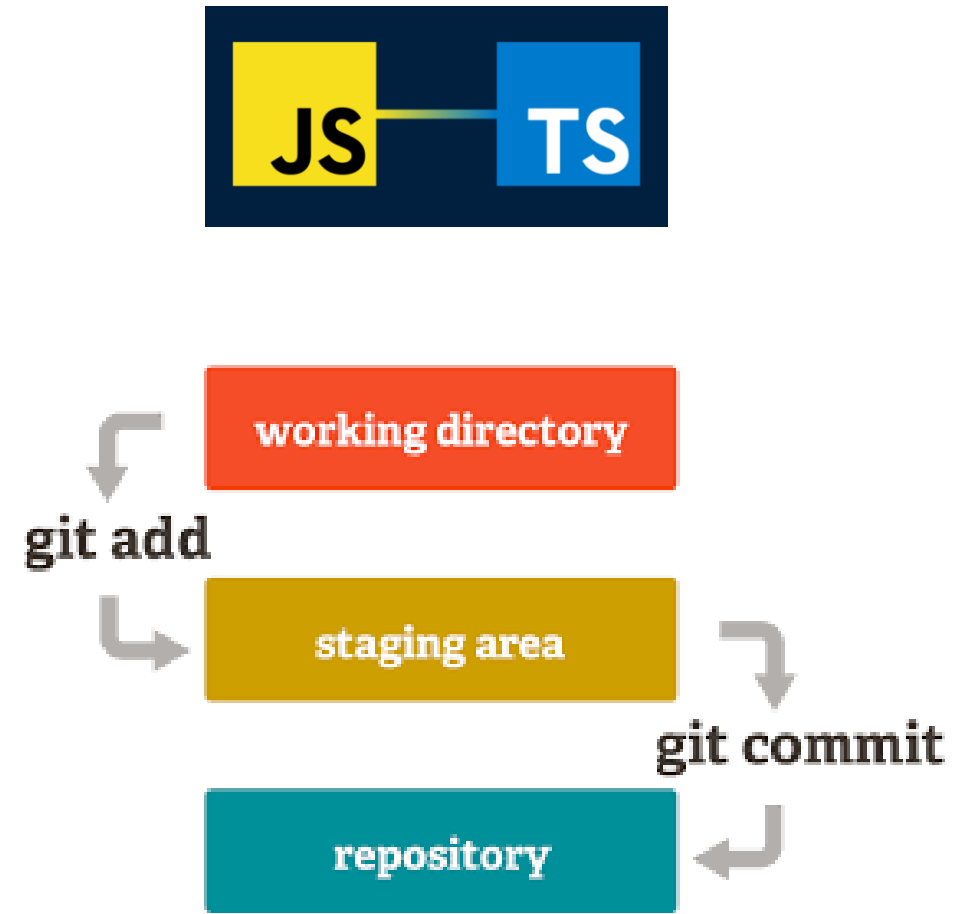 JS TS
working directory
git add
staging area
git commit
repository